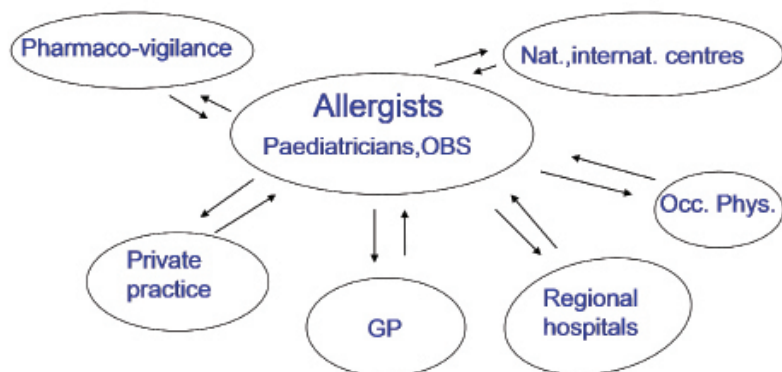 Pharmaco-vigilance
Nat.,internat. centres
Allergists
Paediatricians,OBS
Occ. Phys.
Private
practice
GP
Regional
hospitals